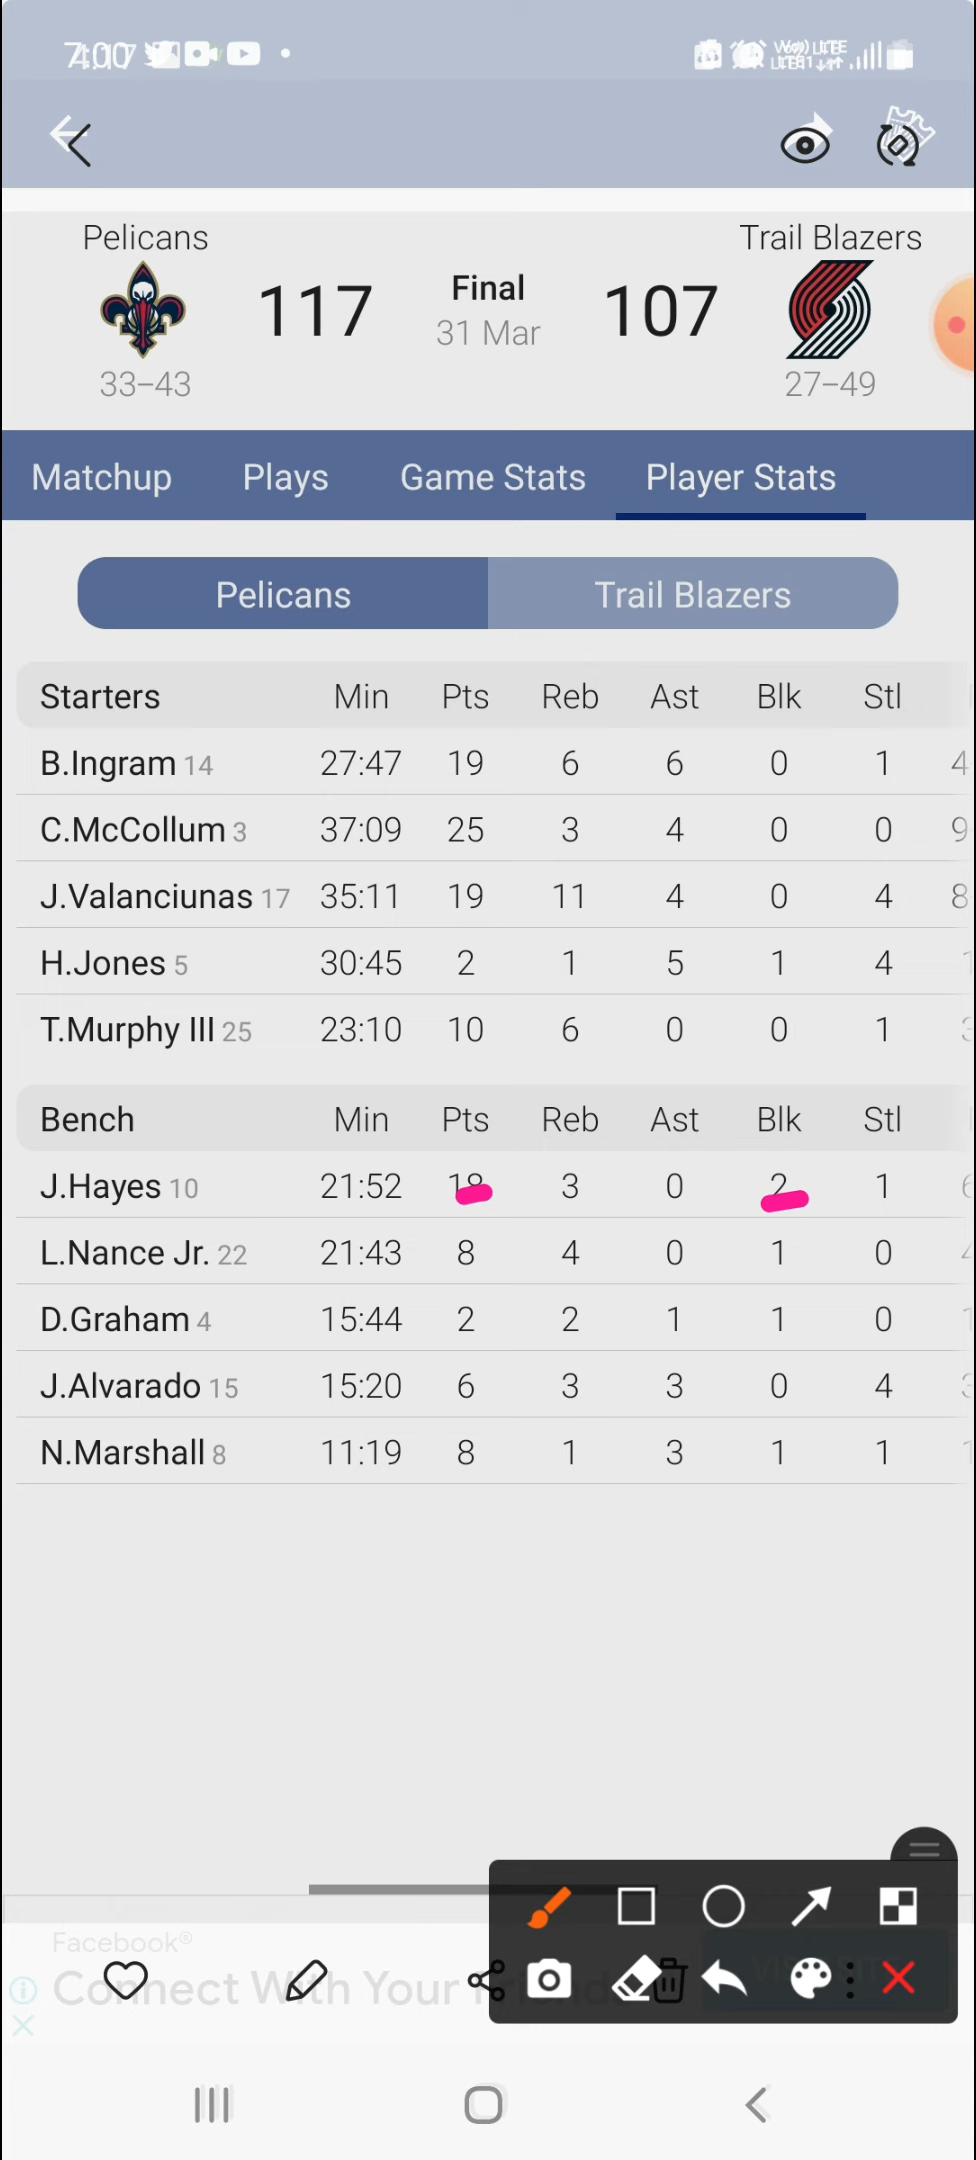 Pelicans
Trail Blazers
117
Final
107
31 Mar
33–43
27–49
Matchup Plays Game Stats Player Stats
Pelicans Trail Blazers
Starters Min Pts Reb Ast Blk Stl
B.Ingram 14 27:47 19 6 6 0 1 4
C.McCollum 3 37:09 25 3 4 0 0 9
J.Valanciunas 17 35:11 19 11 4 0 4 8
H.Jones 5 30:45 2 1 5 1 4
T.Murphy III 25 23:10 10 6 0 0 1
Bench Min Pts Reb Ast Blk Stl
J.Hayes 10 21:52 18 3 0 2 1
L.Nance Jr. 22 21:43 8 4 0 1 0
D.Graham 4 15:44 2 2 1 1 0
J.Alvarado 15 15:20 6 3 3 0 4
N.Marshall 8 11:19 8 1 3 1 1
Facebook®
Connect With Your